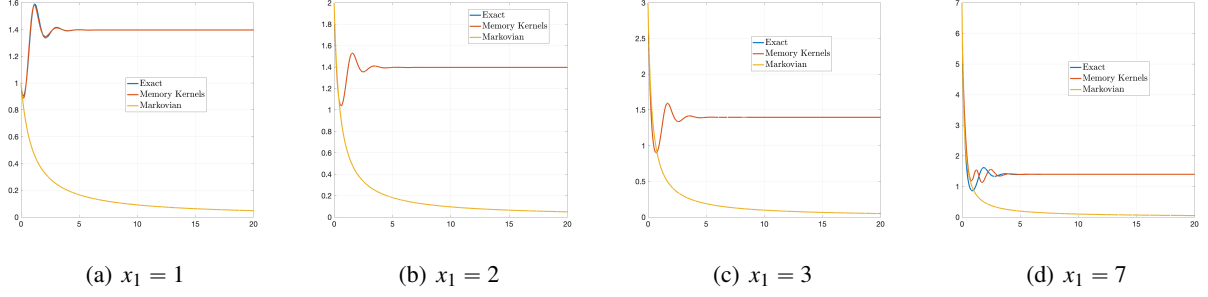 1.6
1.4
1.2
1
0.8
0.6
0.4
0.2
0
0 5 10 15 20
Exact
Memory Kernels
Markovian
(a) x₁ = 1
2
1.8
1.6
1.4
1.2
1
0.8
0.6
0.4
0.2
0
0 5 10 15 20
Exact
Memory Kernels
Markovian
(b) x₁ = 2
3
2.5
2
1.5
1
0.5
0
0 5 10 15 20
Exact
Memory Kernels
Markovian
(c) x₁ = 3
7
6
5
4
3
2
1
0
0 5 10 15 20
Exact
Memory Kernels
Markovian
(d) x₁ = 7